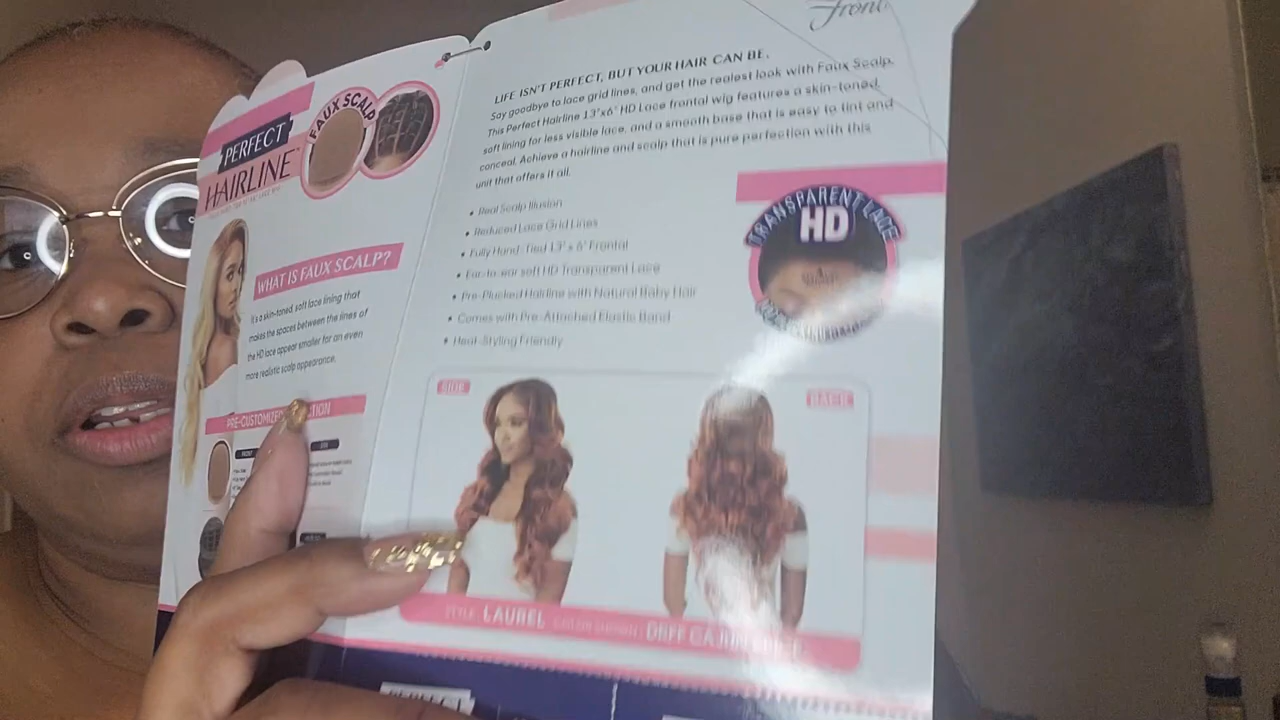 Front
LIFE ISN'T PERFECT, BUT YOUR HAIR CAN BE.
Say goodbye to lace grid lines, and get the realest look with Faux Scalp.
This Perfect Hairline 13"x6" HD Lace frontal wig features a skin-toned,
soft lining for less visible lace, and a smooth base that is easy to tint and
conceal. Achieve a hairline and scalp that is pure perfection with this
unit that offers it all.
• Real Scalp Illusion
• Reduced Lace Grid Lines
• Fully Hand-Tied 13" x 6" Frontal
• Ear-to-ear soft HD Transparent Lace
• Pre-Plucked Hairline with Natural Baby Hair
• Comes with Pre-Attached Elastic Band
• Heat-Styling Friendly
TRANSPARENT LACE
HD
SIDE
BACK
STYLE LAUREL
FAUX SCALP
PERFECT
HAIRLINE
WHAT IS FAUX SCALP?
It's a skin-toned, soft lace lining that
makes the spaces between the lines of
the HD lace appear smaller for an even
more realistic scalp appearance.
PRE-CUSTOMIZED
PERFECT